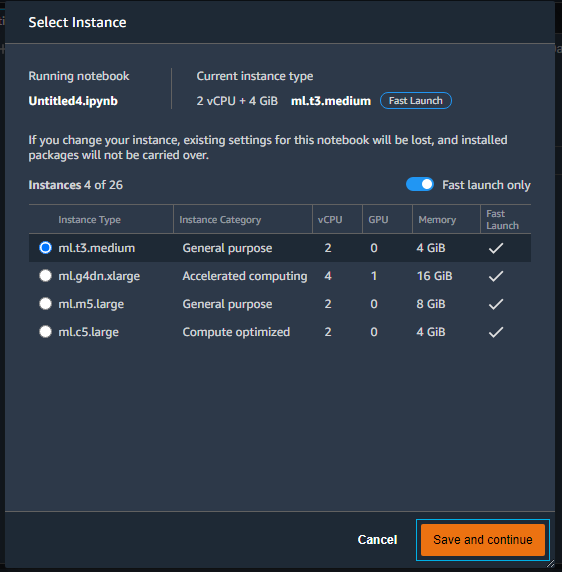 Select Instance
Running notebook
Current instance type
Untitled4.ipynb
2 vCPU + 4 GiB ml.t3.medium Fast Launch
If you change your instance, existing settings for this notebook will be lost, and installed
packages will not be carried over.
Instances 4 of 26
Fast launch only
Instance Type Instance Category vCPU GPU Memory Fast Launch
ml.t3.medium General purpose 2 0 4 GiB
ml.g4dn.xlarge Accelerated computing 4 1 16 GiB
ml.m5.large General purpose 2 0 8 GiB
ml.c5.large Compute optimized 2 0 4 GiB
Cancel Save and continue